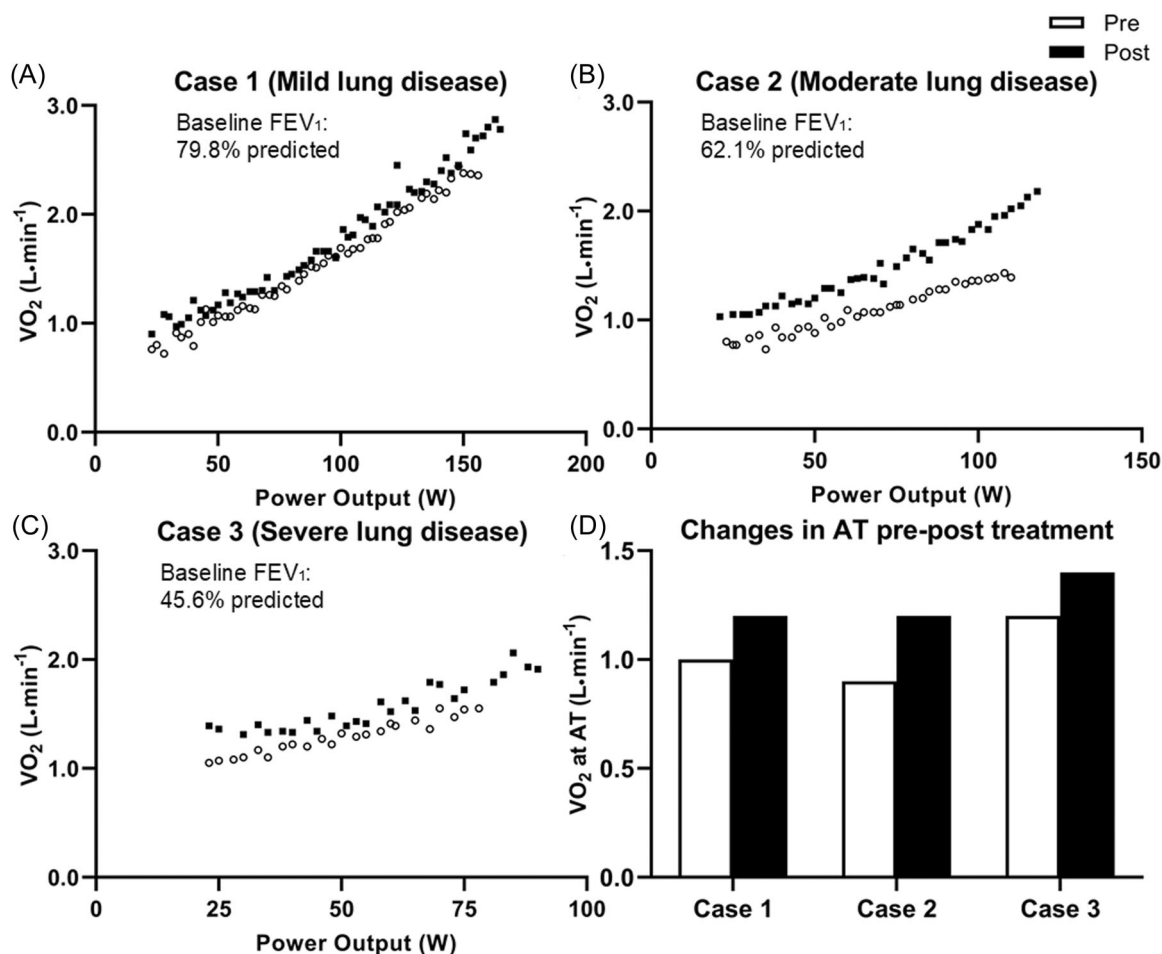 Pre
Post
(A)
Case 1 (Mild lung disease)
Baseline FEV₁:
79.8% predicted
3.0
2.0
1.0
0.0
VO₂ (L•min⁻¹)
0 50 100 150 200
Power Output (W)
(B)
Case 2 (Moderate lung disease)
Baseline FEV₁:
62.1% predicted
3.0
2.0
1.0
0.0
VO₂ (L•min⁻¹)
0 50 100 150
Power Output (W)
(C)
Case 3 (Severe lung disease)
Baseline FEV₁:
45.6% predicted
3.0
2.0
1.0
0.0
VO₂ (L•min⁻¹)
0 25 50 75 100
Power Output (W)
(D)
Changes in AT pre-post treatment
1.5
1.0
0.5
0.0
VO₂ at AT (L•min⁻¹)
Case 1 Case 2 Case 3